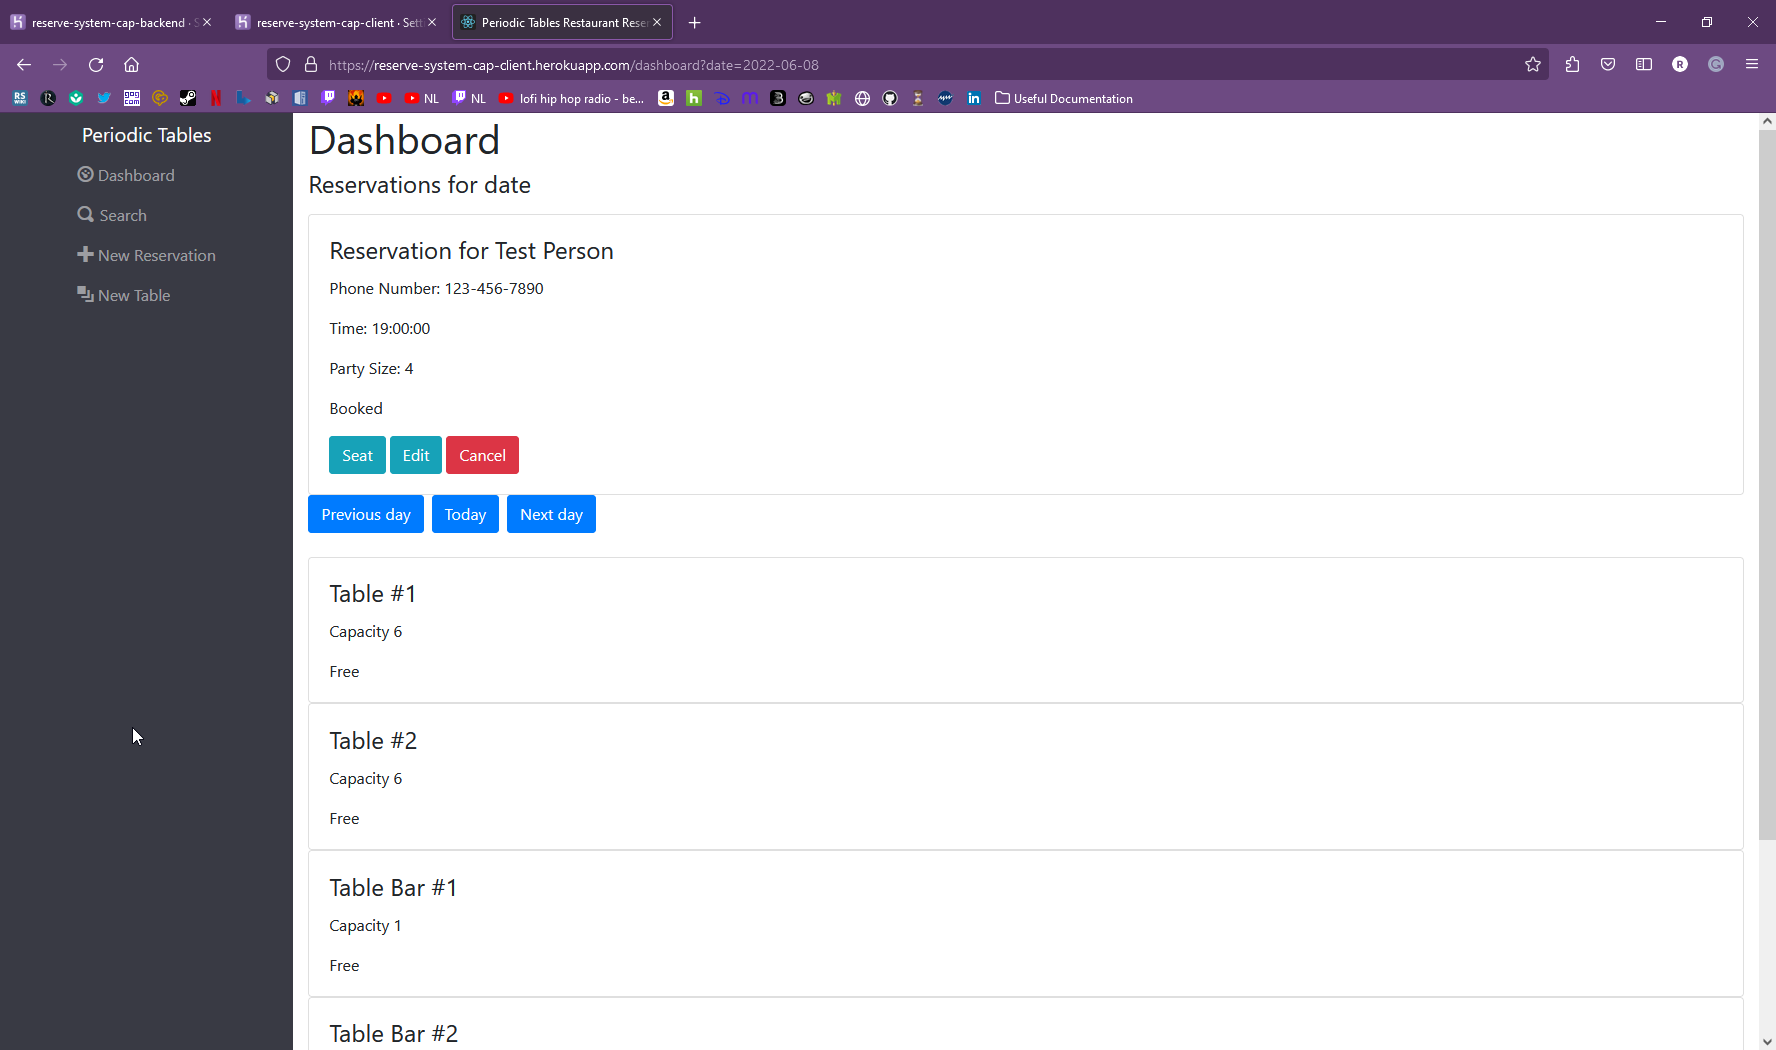 reserve-system-cap-backend · S
reserve-system-cap-client · Sett
Periodic Tables Restaurant Rese
https://reserve-system-cap-client.herokuapp.com/dashboard?date=2022-06-08
NL
NL
lofi hip hop radio - be...
Useful Documentation
Periodic Tables
Dashboard
Search
New Reservation
New Table
Dashboard
Reservations for date
Reservation for Test Person
Phone Number: 123-456-7890
Time: 19:00:00
Party Size: 4
Booked
Seat Edit Cancel
Previous day Today Next day
Table #1
Capacity 6
Free
Table #2
Capacity 6
Free
Table Bar #1
Capacity 1
Free
Table Bar #2